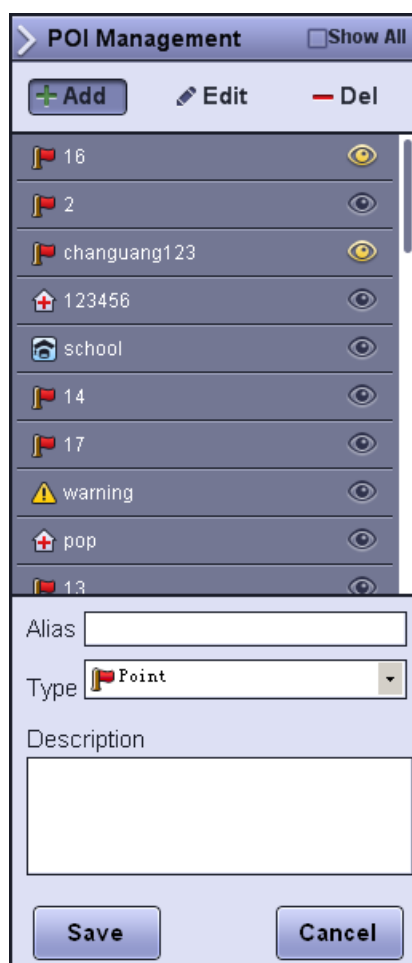 POI Management Show All
Add Edit Del
16
2
changuang123
123456
school
14
17
warning
pop
13
Alias
Type Point
Description
Save Cancel